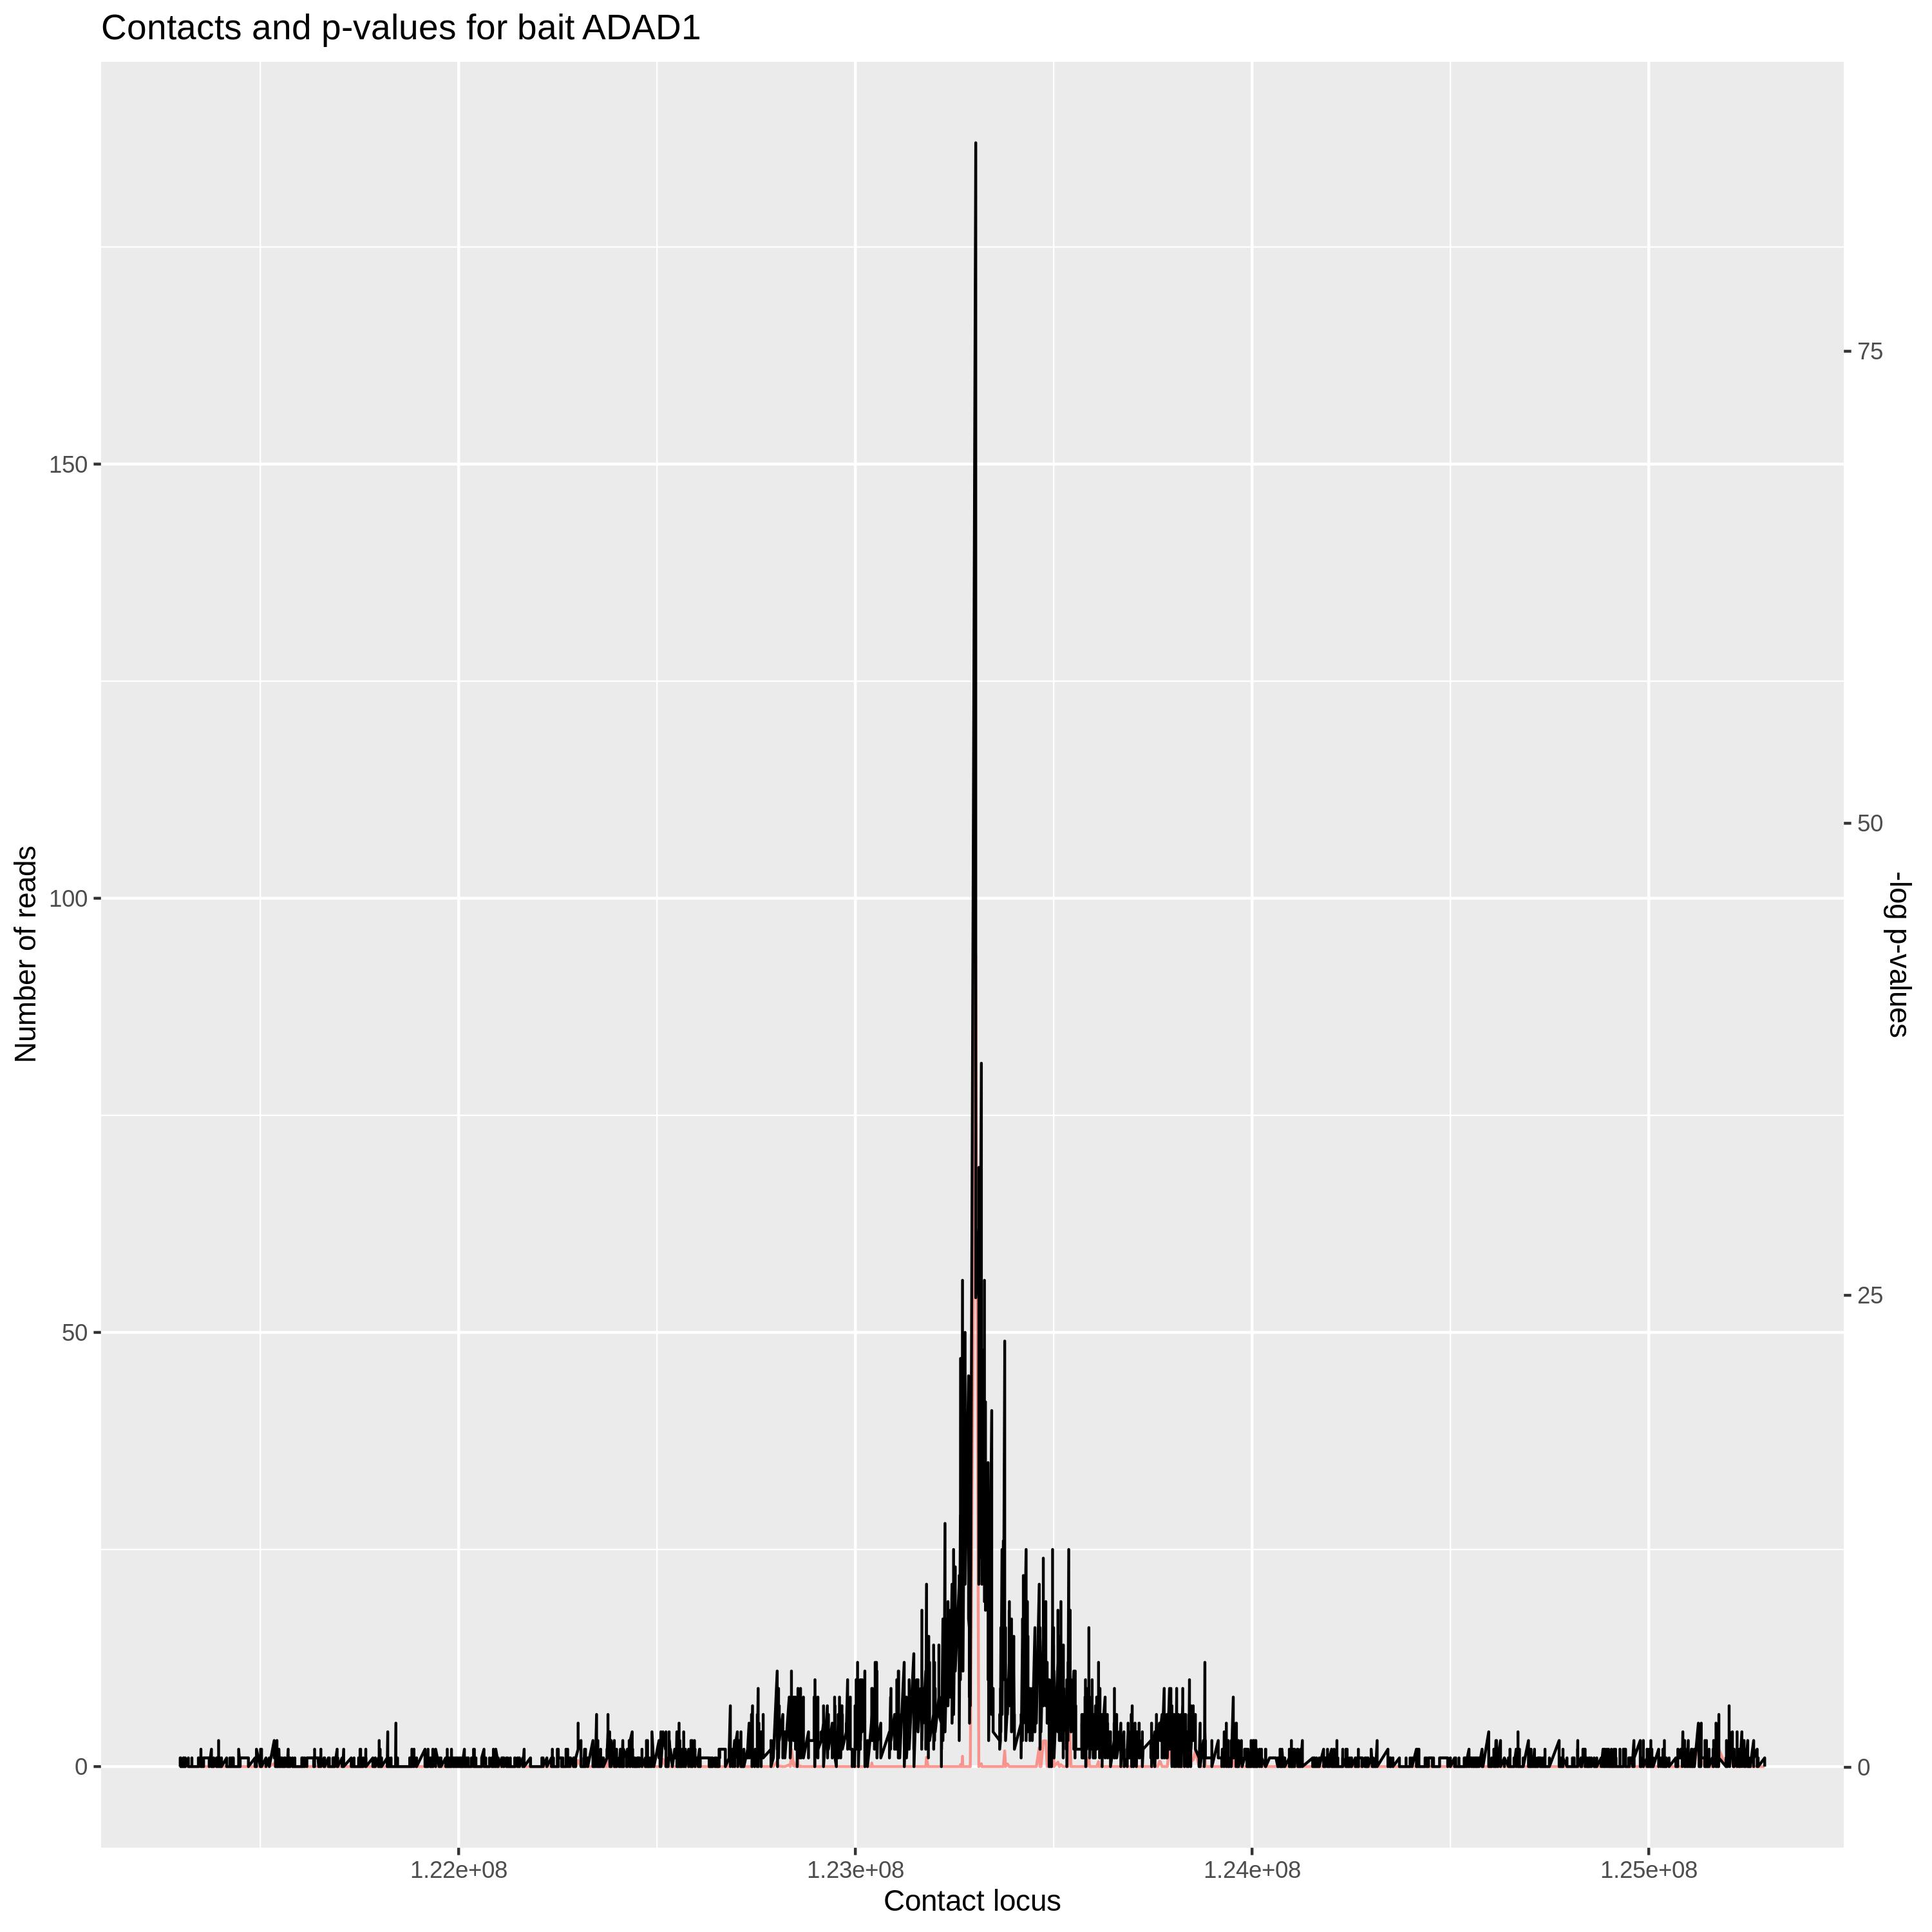 Contacts and p-values for bait ADAD1
Number of reads
150
100
50
0
75
50
25
0
-log p-values
1.22e+08
1.23e+08
1.24e+08
1.25e+08
Contact locus